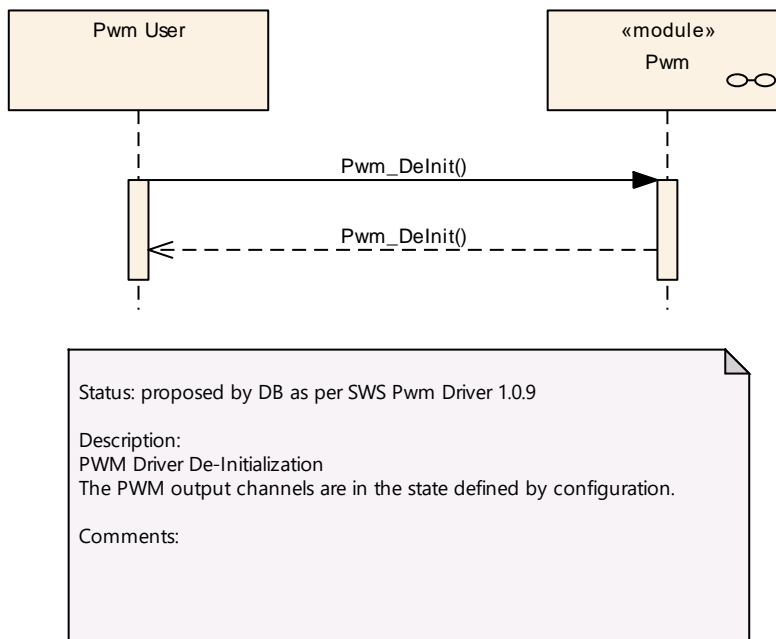 Pwm User
«module»
Pwm
Pwm_DeInit()
Pwm_DeInit()
Status: proposed by DB as per SWS Pwm Driver 1.0.9
Description:
PWM Driver De-Initialization
The PWM output channels are in the state defined by configuration.
Comments: